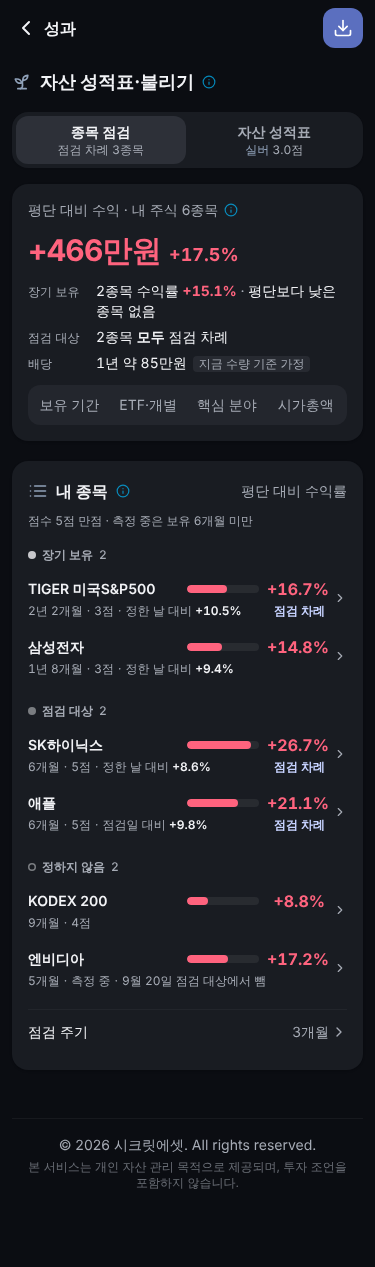 성과
자산 성적표·불리기
종목 점검
점검 차례 3종목
자산 성적표
실버 3.0점
평단 대비 수익 · 내 주식 6종목
+466만원 +17.5%
장기 보유 2종목 수익률 +15.1% · 평단보다 낮은
종목 없음
점검 대상 2종목 모두 점검 차례
배당 1년 약 85만원 지금 수량 기준 가정
보유 기간 ETF·개별 핵심 분야 시가총액
내 종목 평단 대비 수익률
점수 5점 만점 · 측정 중은 보유 6개월 미만
장기 보유 2
TIGER 미국S&P500 +16.7%
2년 2개월 · 3점 · 정한 날 대비 +10.5% 점검 차례
삼성전자 +14.8%
1년 8개월 · 3점 · 정한 날 대비 +9.4%
점검 대상 2
SK하이닉스 +26.7%
6개월 · 5점 · 정한 날 대비 +8.6% 점검 차례
애플 +21.1%
6개월 · 5점 · 점검일 대비 +9.8% 점검 차례
정하지 않음 2
KODEX 200 +8.8%
9개월 · 4점
엔비디아 +17.2%
5개월 · 측정 중 · 9월 20일 점검 대상에서 뺌
점검 주기 3개월
© 2026 시크릿에셋. All rights reserved.
본 서비스는 개인 자산 관리 목적으로 제공되며, 투자 조언을
포함하지 않습니다.